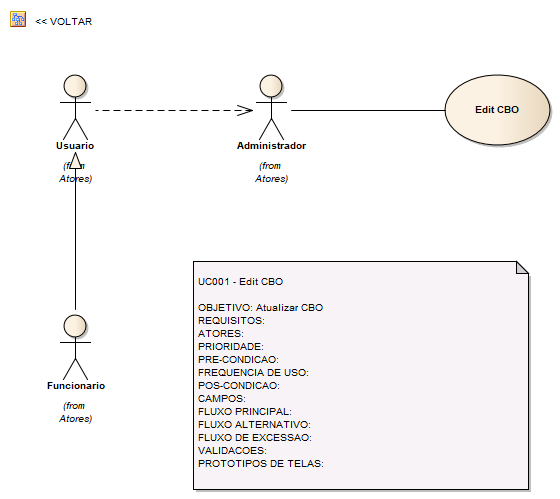 << VOLTAR
Usuario
(from
Atores)
Administrador
(from
Atores)
Edit CBO
Funcionario
(from
Atores)
UC001 - Edit CBO
OBJETIVO: Atualizar CBO
REQUISITOS:
ATORES:
PRIORIDADE:
PRE-CONDICAO:
FREQUENCIA DE USO:
POS-CONDICAO:
CAMPOS:
FLUXO PRINCIPAL:
FLUXO ALTERNATIVO:
FLUXO DE EXCESSAO:
VALIDACOES:
PROTOTIPOS DE TELAS: